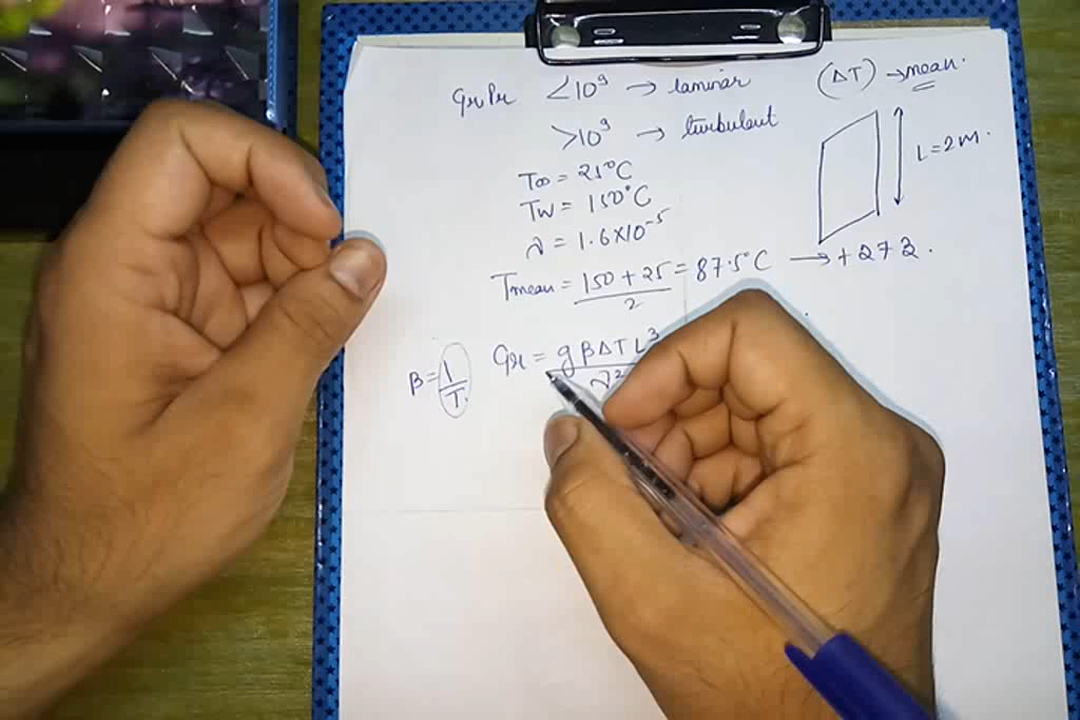 GrPr <10⁹ → laminar
(ΔT) → mean.
>10⁹ → turbulent
L = 2m.
T∞ = 25°C
Tw = 150°C
ν = 1.6×10⁻⁵
Tmean = 150 + 25 / 2 = 87.5°C → +273.
Gr = gβΔTL³ / ν²
β = 1/T.